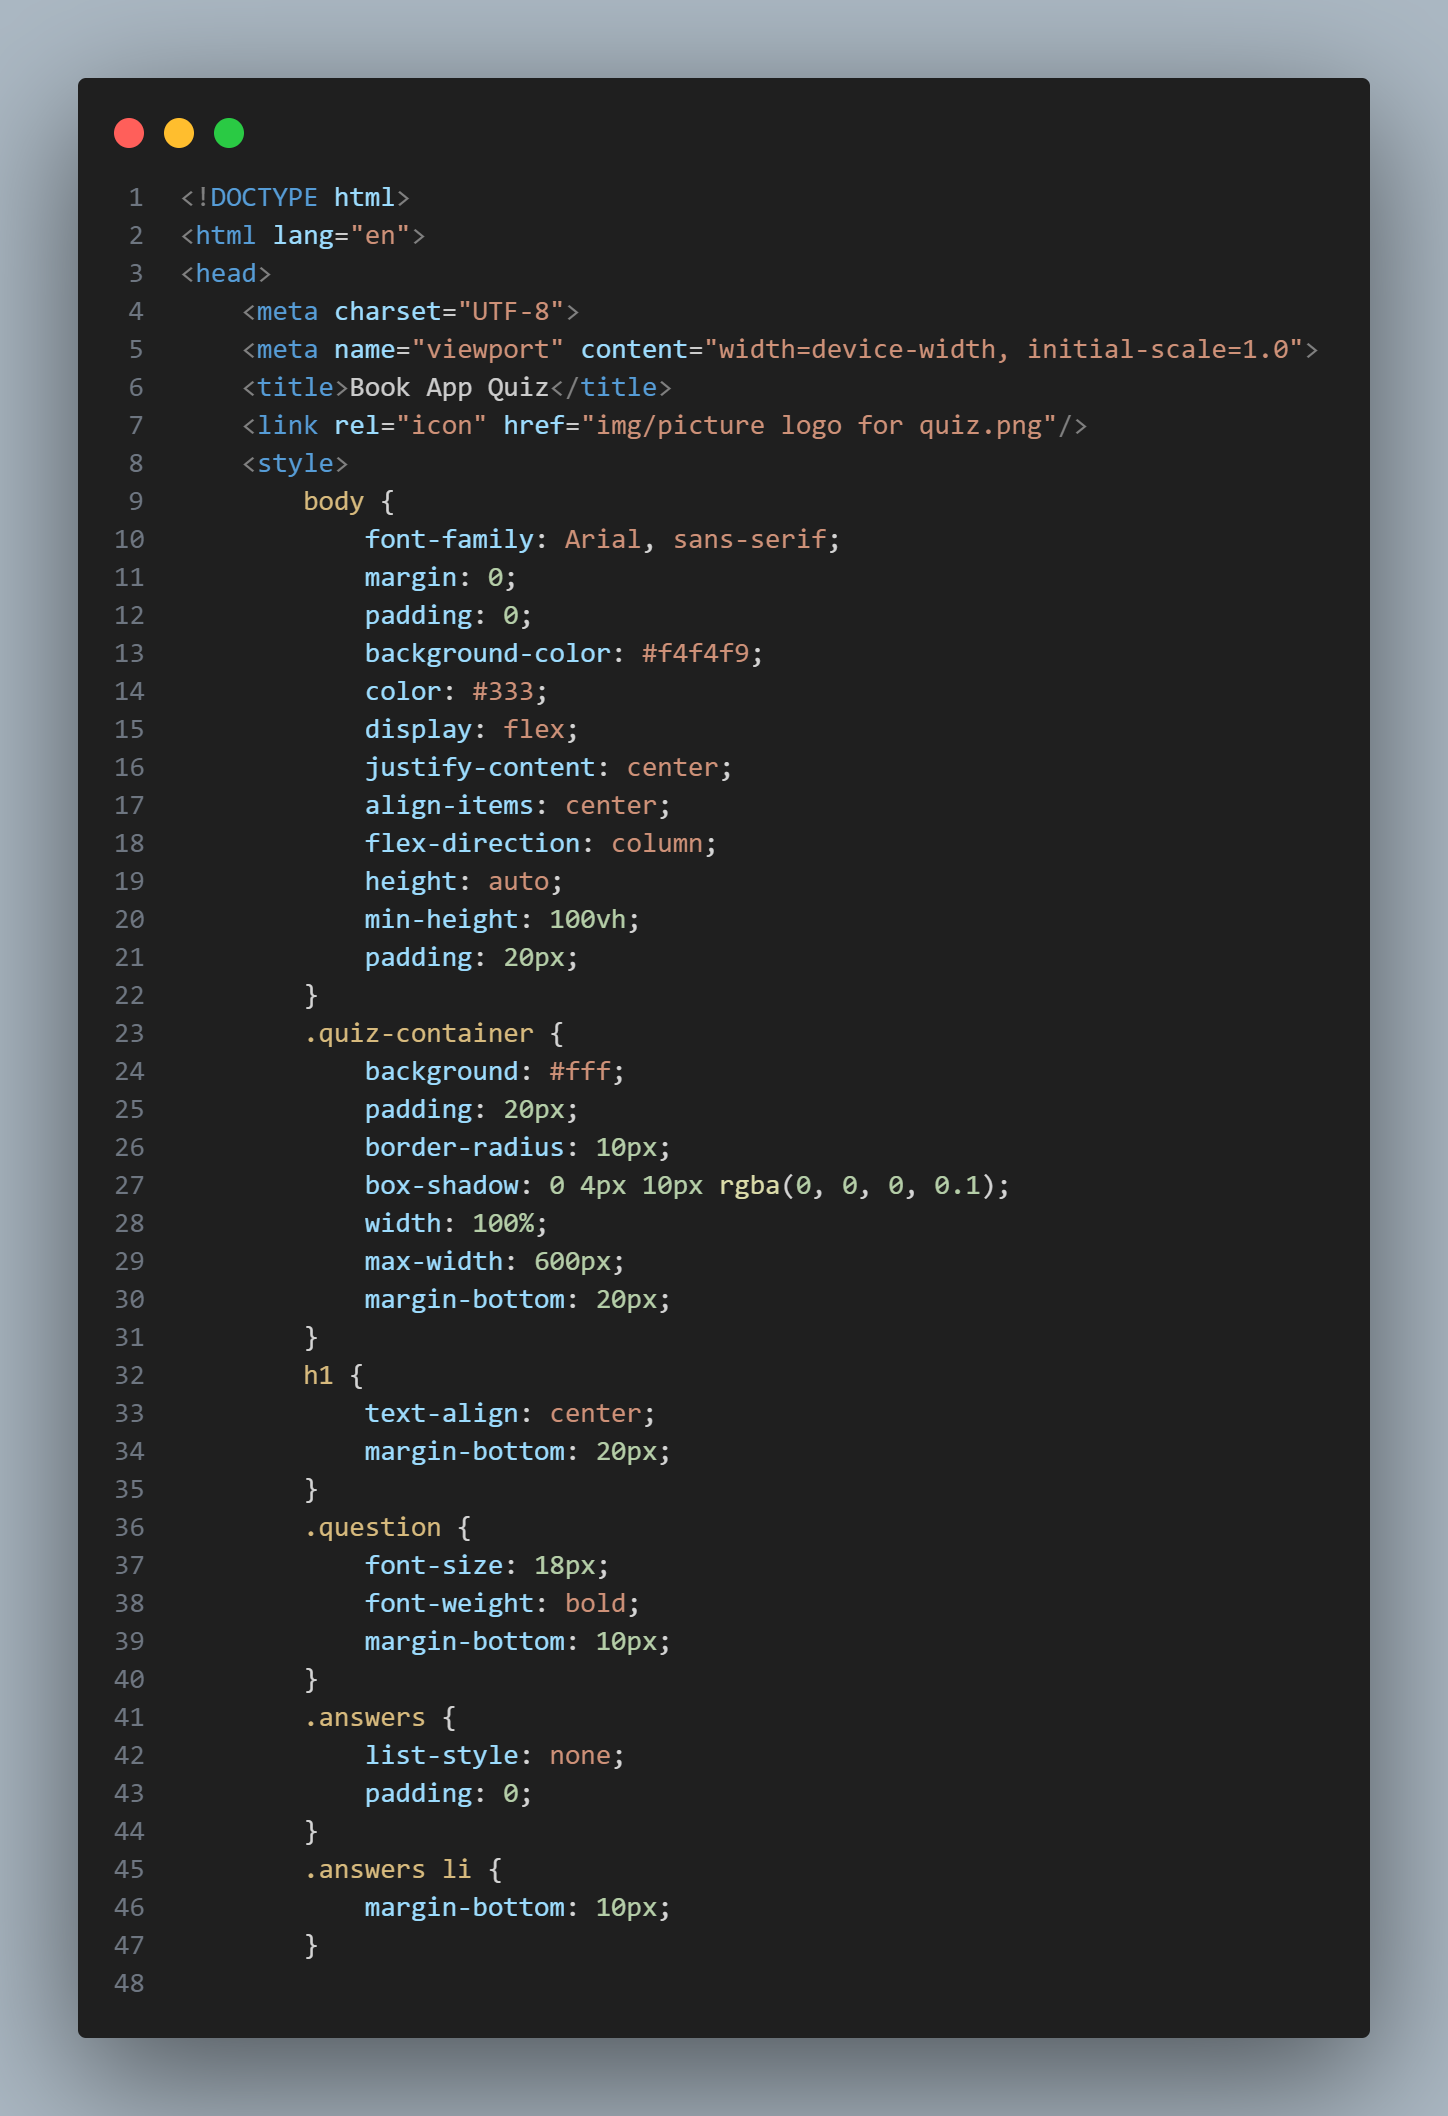 1 <!DOCTYPE html>
2 <html lang="en">
3 <head>
4     <meta charset="UTF-8">
5     <meta name="viewport" content="width=device-width, initial-scale=1.0">
6     <title>Book App Quiz</title>
7     <link rel="icon" href="img/picture logo for quiz.png"/>
8     <style>
9         body {
10             font-family: Arial, sans-serif;
11             margin: 0;
12             padding: 0;
13             background-color: #f4f4f9;
14             color: #333;
15             display: flex;
16             justify-content: center;
17             align-items: center;
18             flex-direction: column;
19             height: auto;
20             min-height: 100vh;
21             padding: 20px;
22         }
23         .quiz-container {
24             background: #fff;
25             padding: 20px;
26             border-radius: 10px;
27             box-shadow: 0 4px 10px rgba(0, 0, 0, 0.1);
28             width: 100%;
29             max-width: 600px;
30             margin-bottom: 20px;
31         }
32         h1 {
33             text-align: center;
34             margin-bottom: 20px;
35         }
36         .question {
37             font-size: 18px;
38             font-weight: bold;
39             margin-bottom: 10px;
40         }
41         .answers {
42             list-style: none;
43             padding: 0;
44         }
45         .answers li {
46             margin-bottom: 10px;
47         }
48